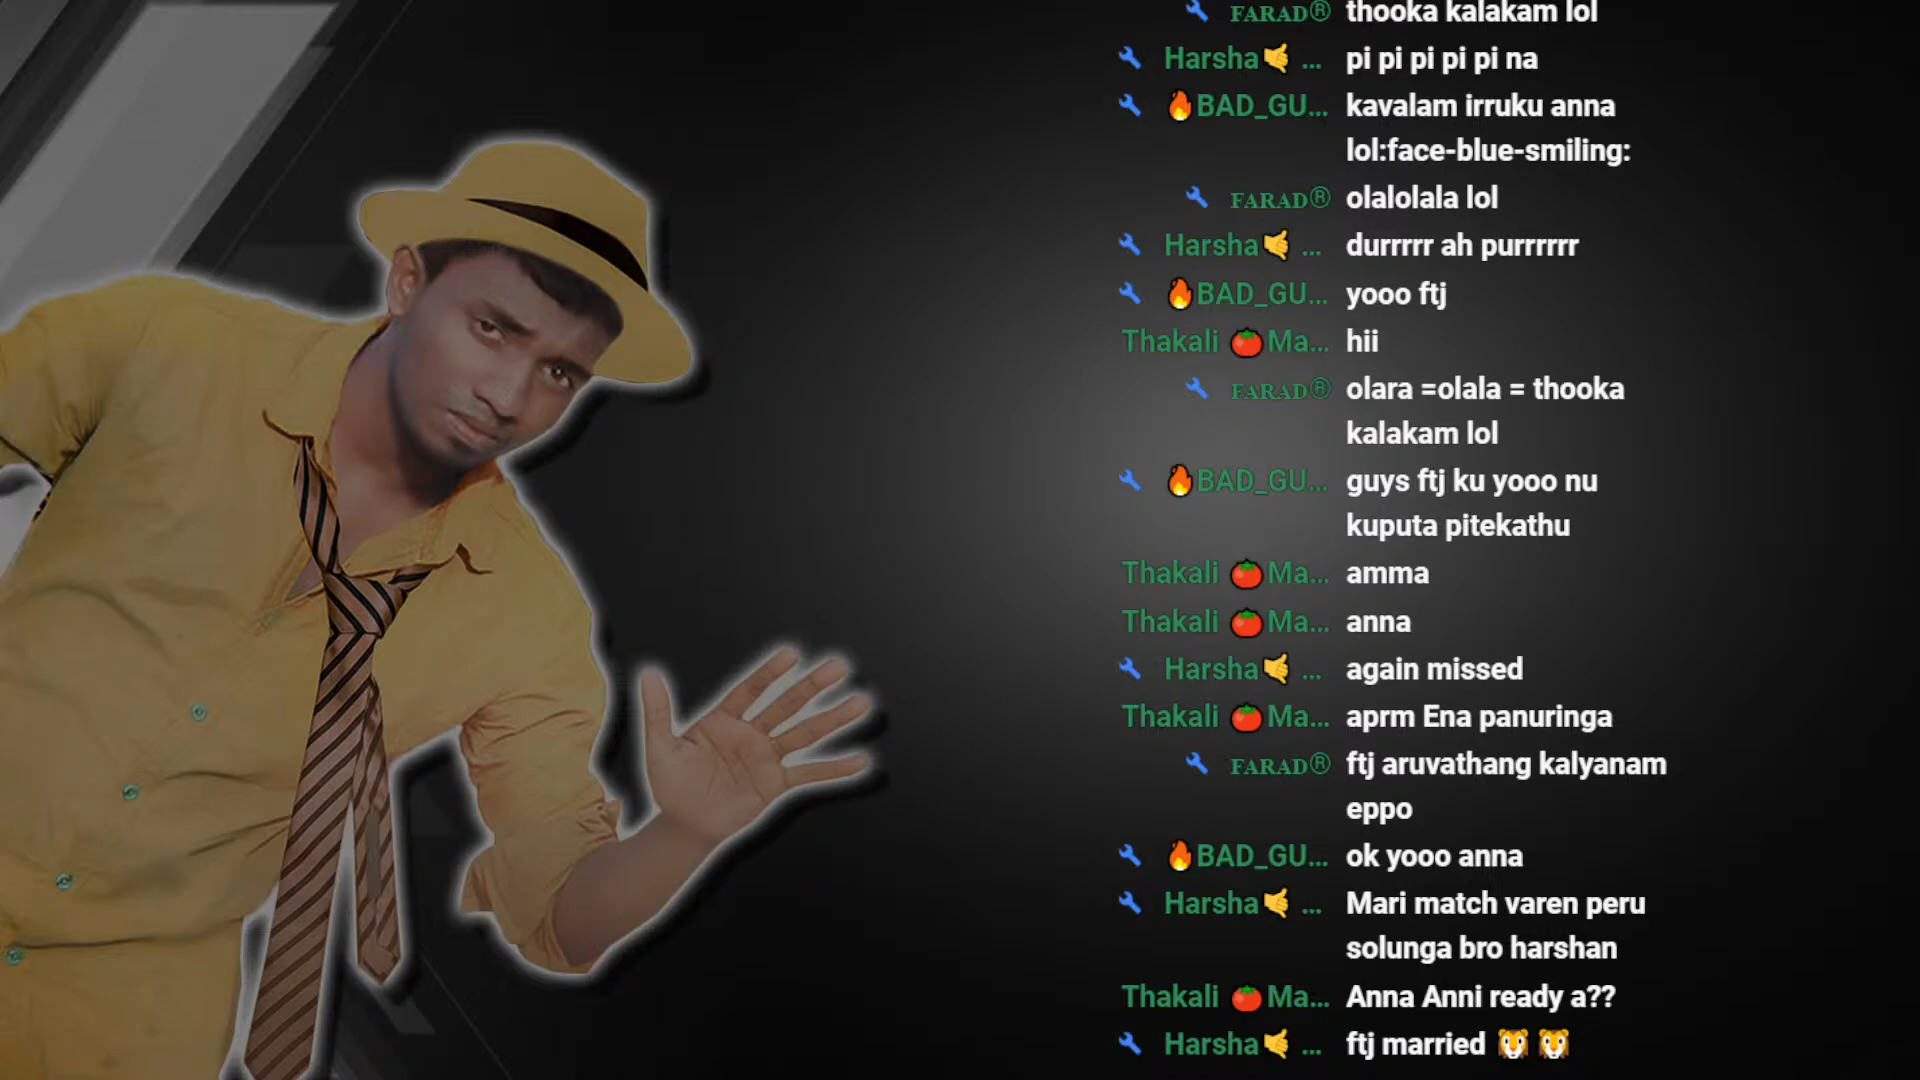 FARAD® thooka kalakam lol
Harsha🤙 ... pi pi pi pi pi na
🔥BAD_GU... kavalam irruku anna
lol:face-blue-smiling:
FARAD® olalolala lol
Harsha🤙 ... durrrrr ah purrrrrr
🔥BAD_GU... yooo ftj
Thakali 🍅Ma... hii
FARAD® olara =olala = thooka
kalakam lol
🔥BAD_GU... guys ftj ku yooo nu
kuputa pitekathu
Thakali 🍅Ma... amma
Thakali 🍅Ma... anna
Harsha🤙 ... again missed
Thakali 🍅Ma... aprm Ena panuringa
FARAD® ftj aruvathang kalyanam
eppo
🔥BAD_GU... ok yooo anna
Harsha🤙 ... Mari match varen peru
solunga bro harshan
Thakali 🍅Ma... Anna Anni ready a??
Harsha🤙 ... ftj married 🐯🐯